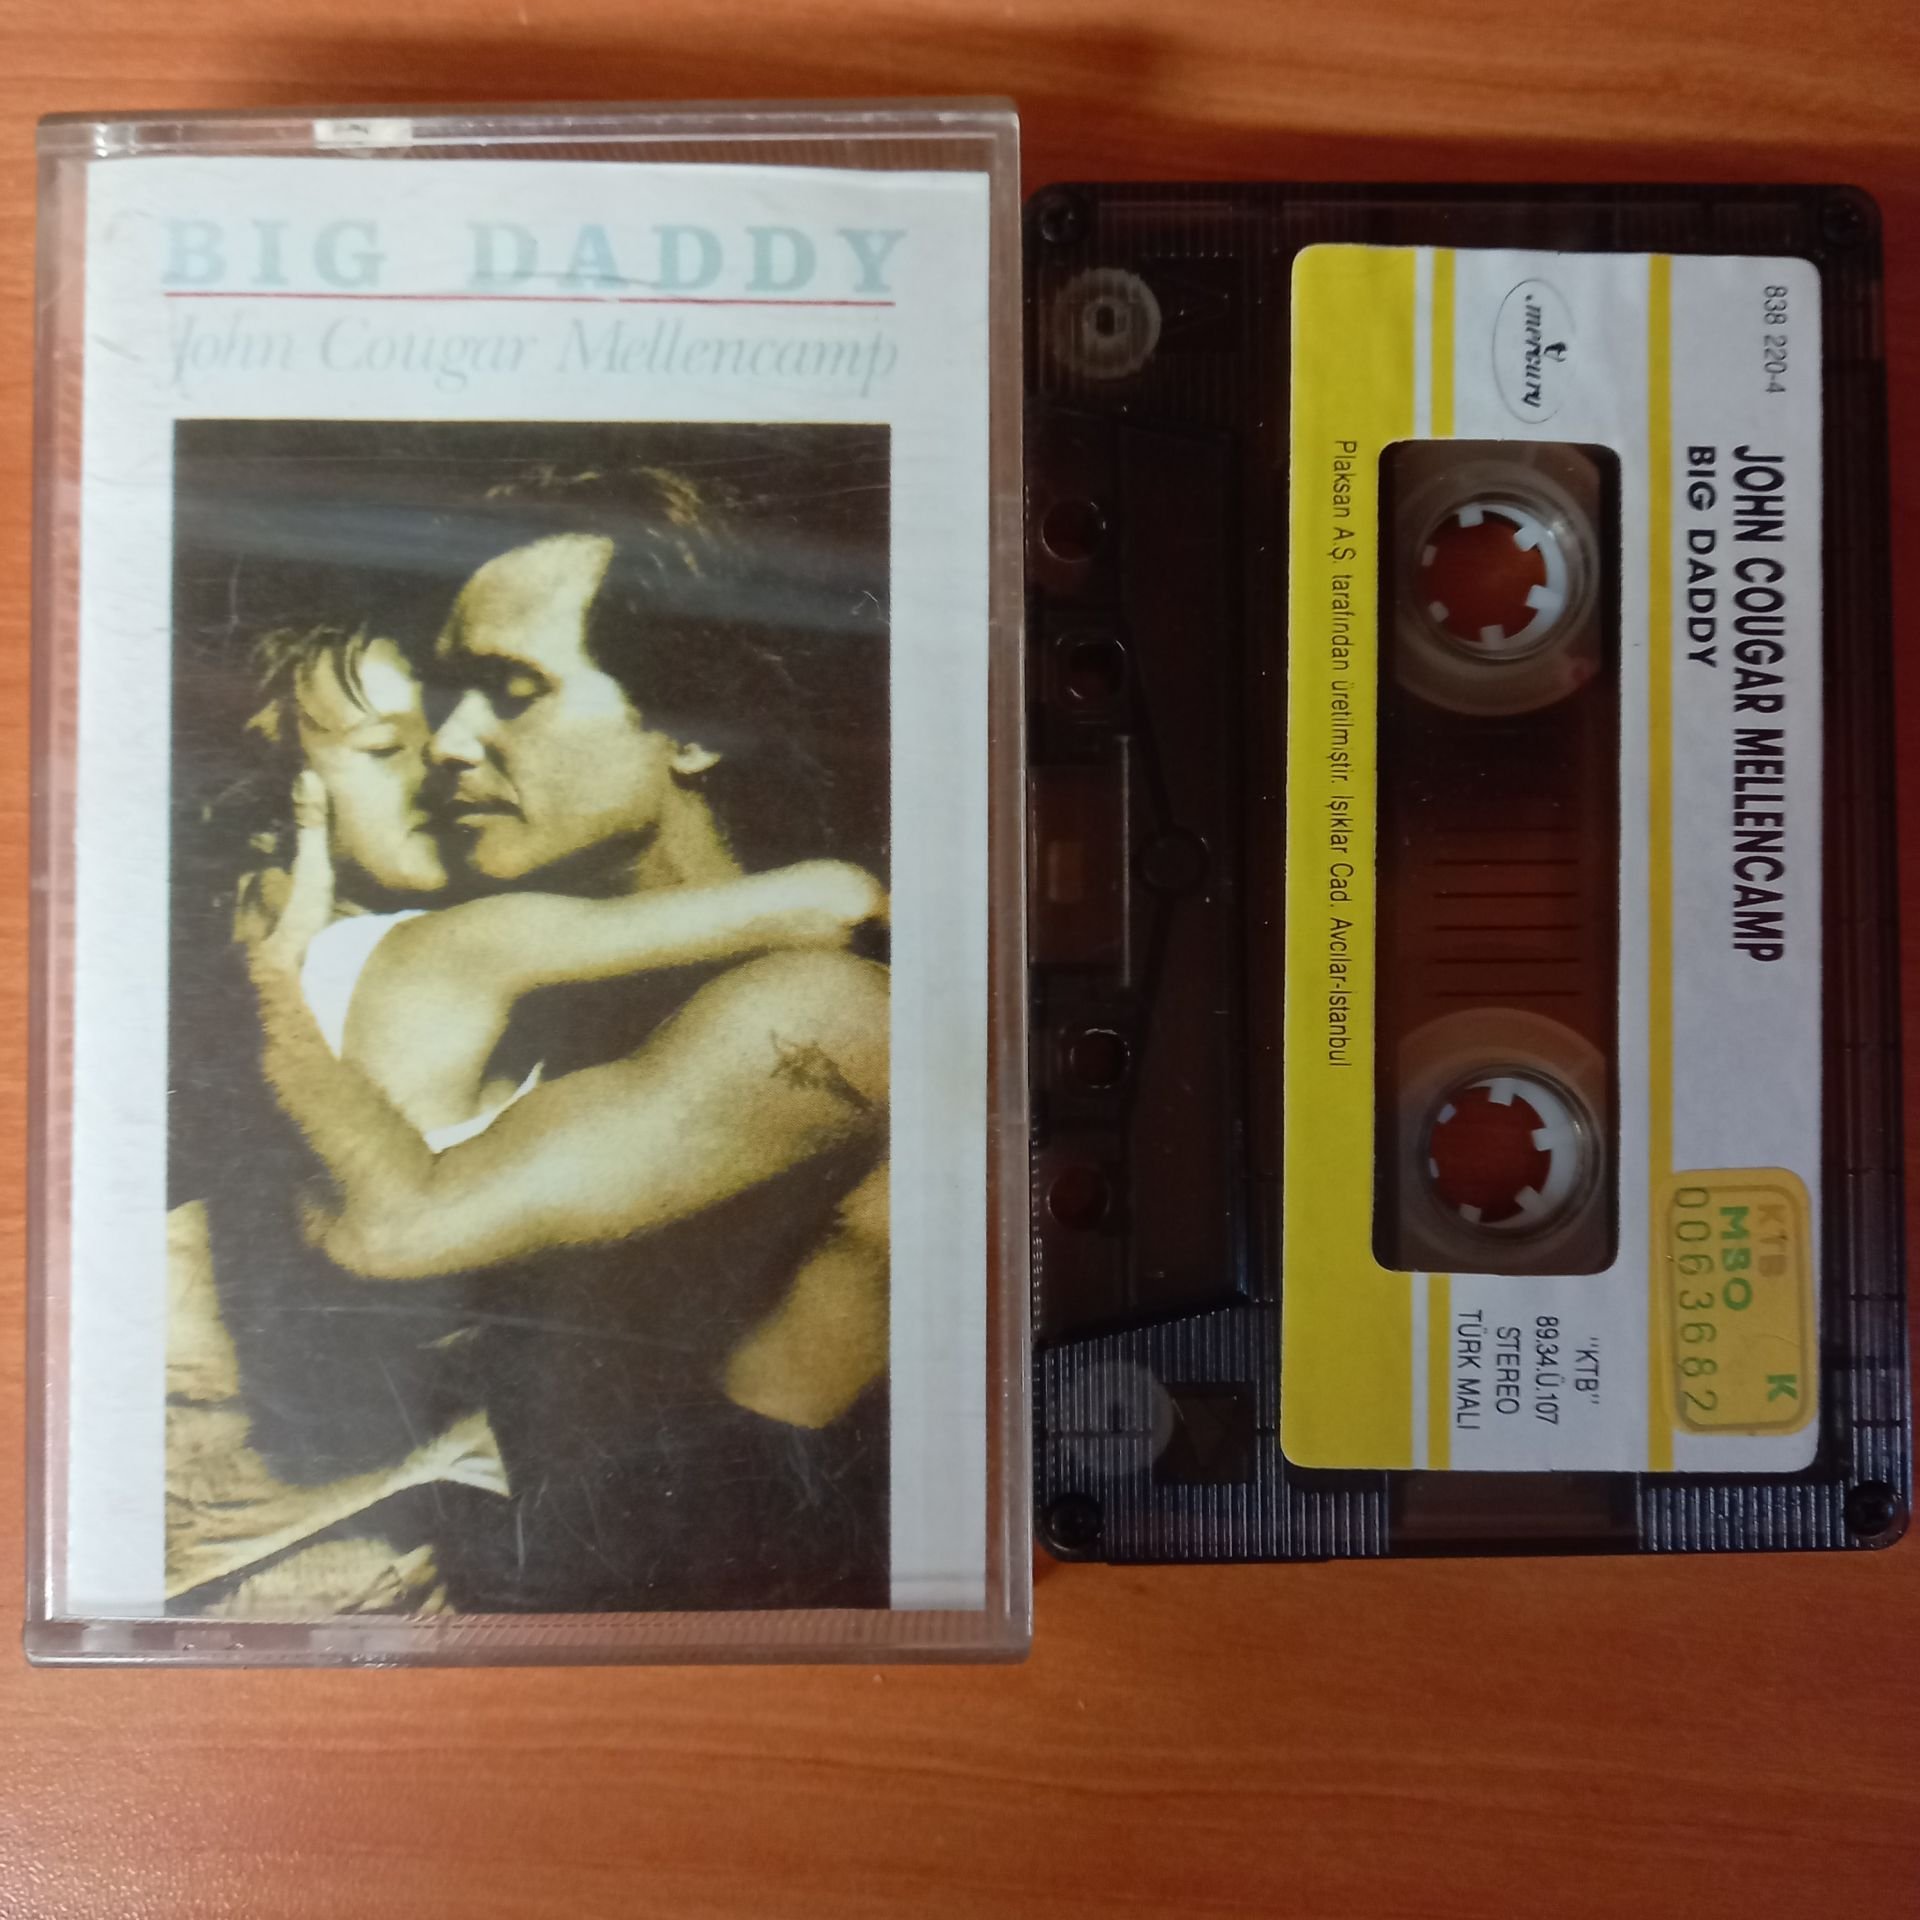 BIG DADDY
John Cougar Mellencamp
838 220-4
JOHN COUGAR MELLENCAMP
BIG DADDY
mercury
KTB K
MBO
0063682
"KTB"
89.34.Ü.107
STEREO
TÜRK MALI
Plaksan A.Ş. tarafından üretilmiştir. Işıklar Cad. Avcılar-İstanbul
A